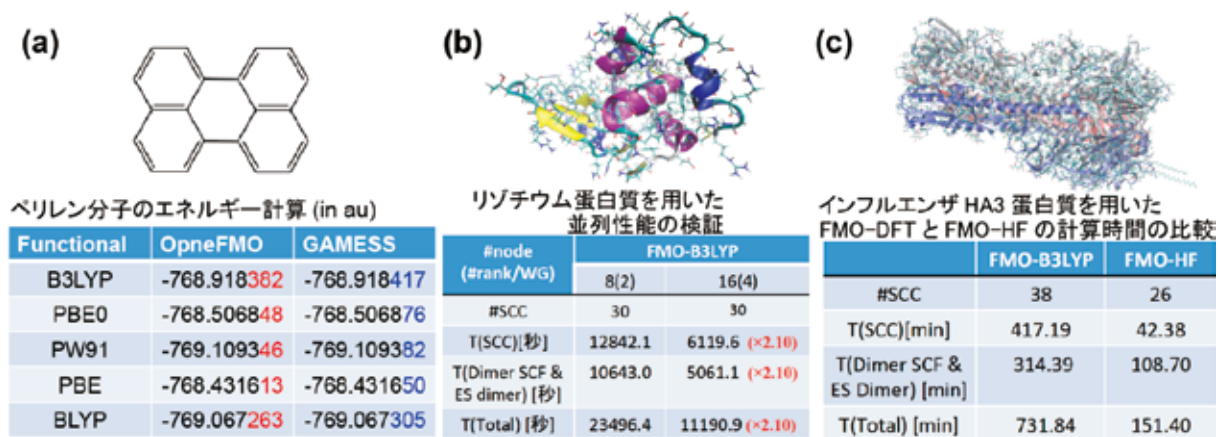 (a)
ペリレン分子のエネルギー計算 (in au)
Functional OpneFMO GAMESS
B3LYP -768.918382 -768.918417
PBE0 -768.506848 -768.506876
PW91 -769.109346 -769.109382
PBE -768.431613 -768.431650
BLYP -769.067263 -769.067305
(b)
リゾチウム蛋白質を用いた
並列性能の検証
#node
(#rank/WG)
FMO-B3LYP
8(2) 16(4)
#SCC 30 30
T(SCC)[秒] 12842.1 6119.6 (×2.10)
T(Dimer SCF &
ES dimer) [秒]
10643.0 5061.1 (×2.10)
T(Total) [秒] 23496.4 11190.9 (×2.10)
(c)
インフルエンザ HA3 蛋白質を用いた
FMO-DFT と FMO-HF の計算時間の比較
FMO-B3LYP FMO-HF
#SCC 38 26
T(SCC)[min] 417.19 42.38
T(Dimer SCF &
ES Dimer) [min]
314.39 108.70
T(Total) [min] 731.84 151.40